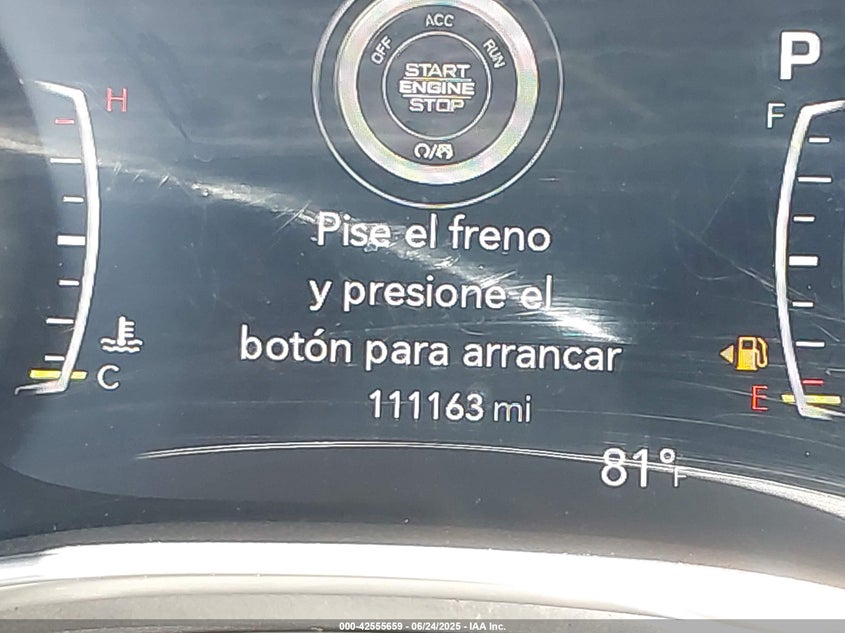 ACC
OFF
RUN
START
ENGINE
STOP
P
H
F
Pise el freno
y presione el
botón para arrancar
C
E
111163 mi
81°F
000-42555659 - 06/24/2025 - IAA Inc.